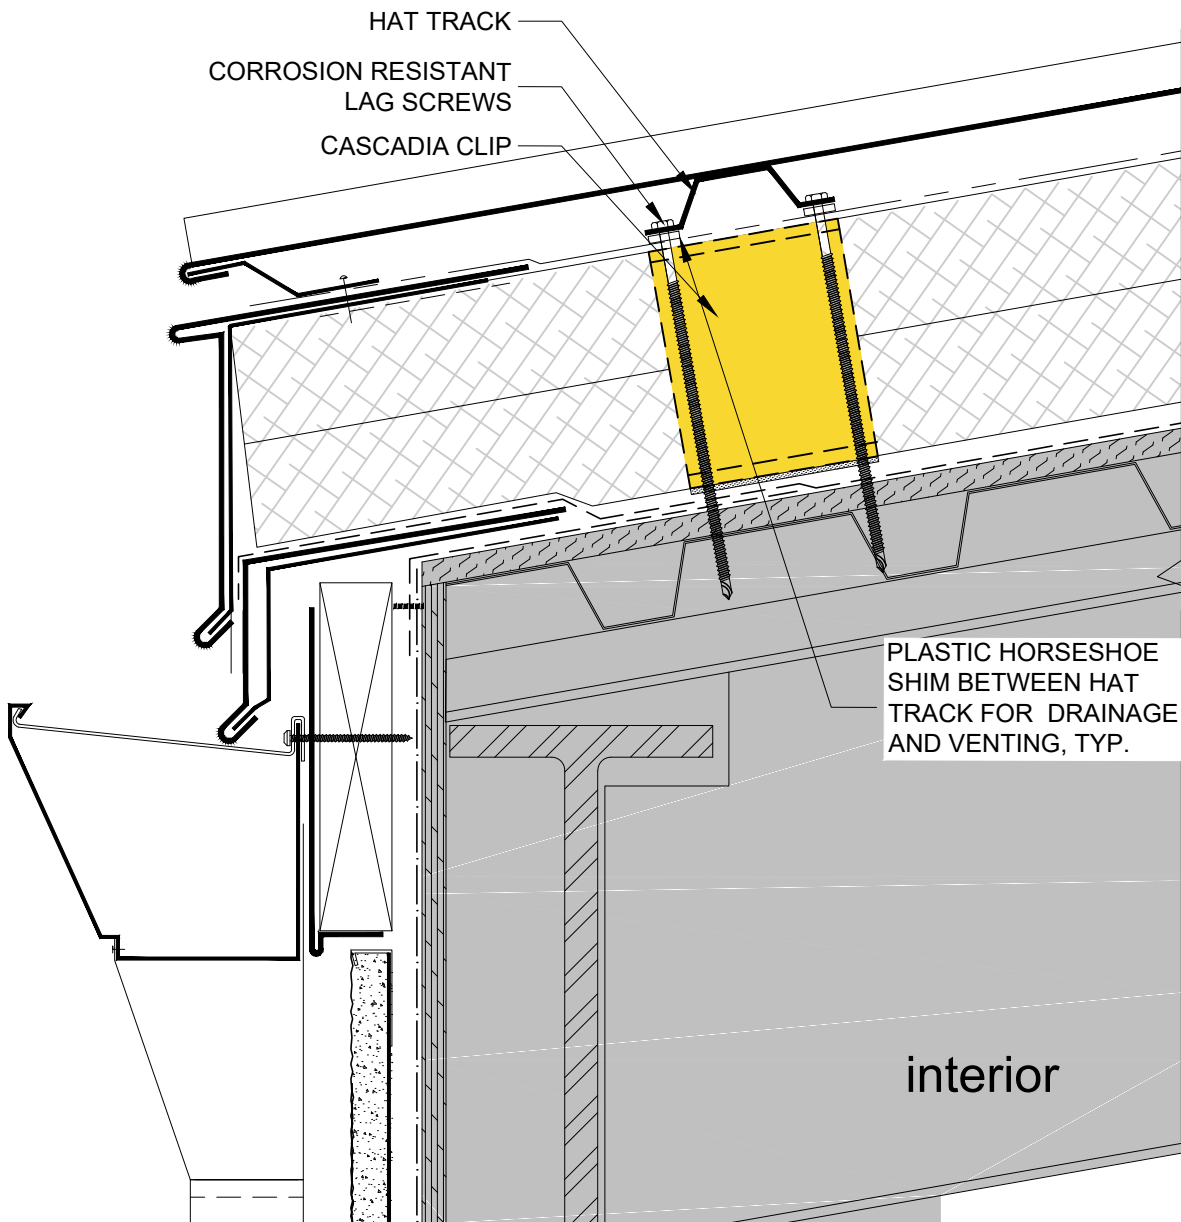 HAT TRACK
CORROSION RESISTANT
LAG SCREWS
CASCADIA CLIP
PLASTIC HORSESHOE
SHIM BETWEEN HAT
TRACK FOR DRAINAGE
AND VENTING, TYP.
interior